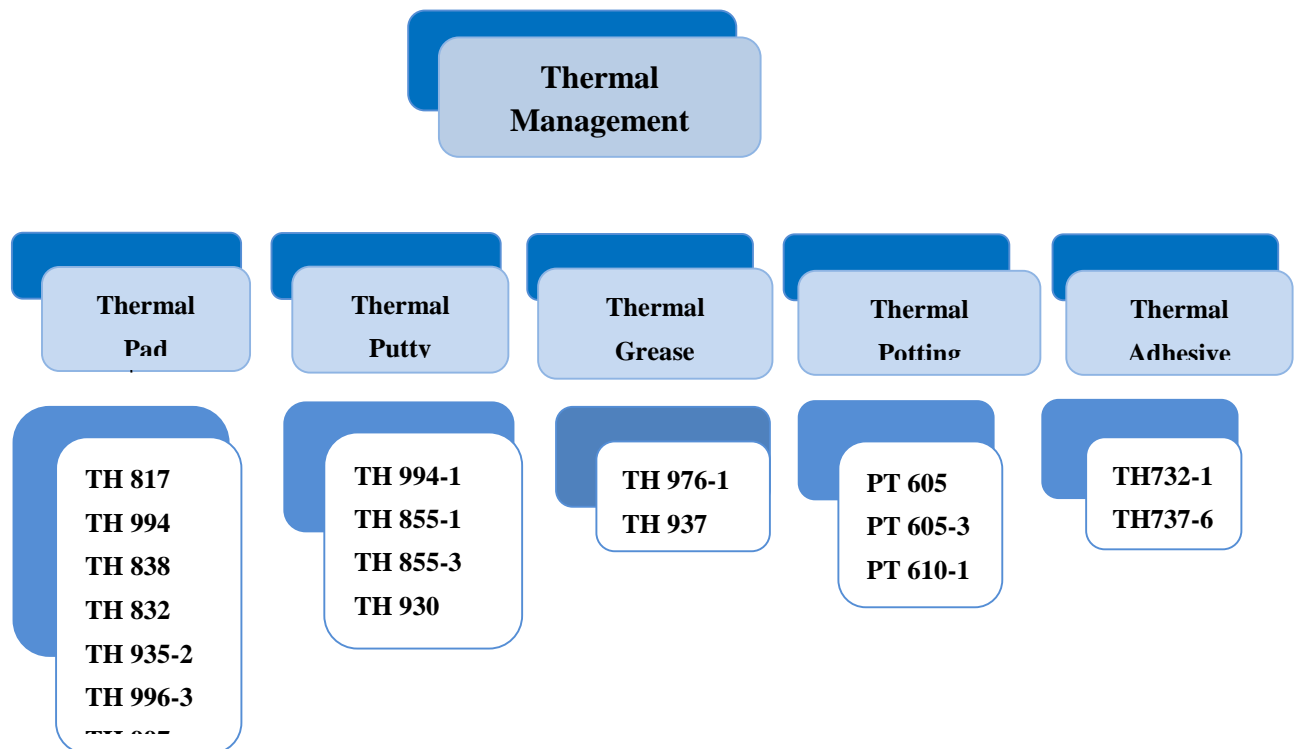 Thermal
Management
Thermal
Pad
Thermal
Putty
Thermal
Grease
Thermal
Potting
Thermal
Adhesive
TH 817
TH 994
TH 838
TH 832
TH 935-2
TH 996-3
TH 994-1
TH 855-1
TH 855-3
TH 930
TH 976-1
TH 937
PT 605
PT 605-3
PT 610-1
TH732-1
TH737-6